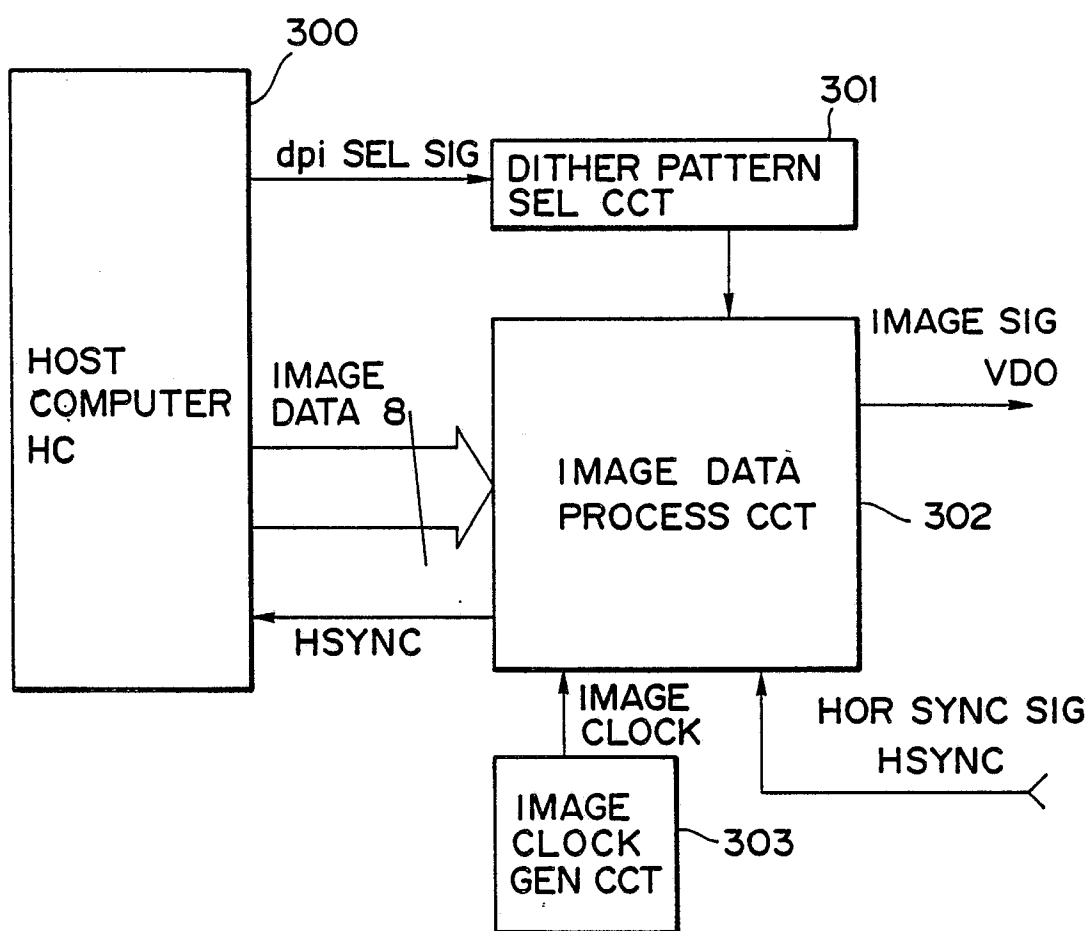 300
301
dpi SEL SIG
DITHER PATTERN
SEL CCT
HOST
COMPUTER
HC
IMAGE
DATA 8
IMAGE SIG
VDO
IMAGE DATA
PROCESS CCT
302
HSYNC
IMAGE
CLOCK
HOR SYNC SIG
HSYNC
IMAGE
CLOCK
GEN CCT
303